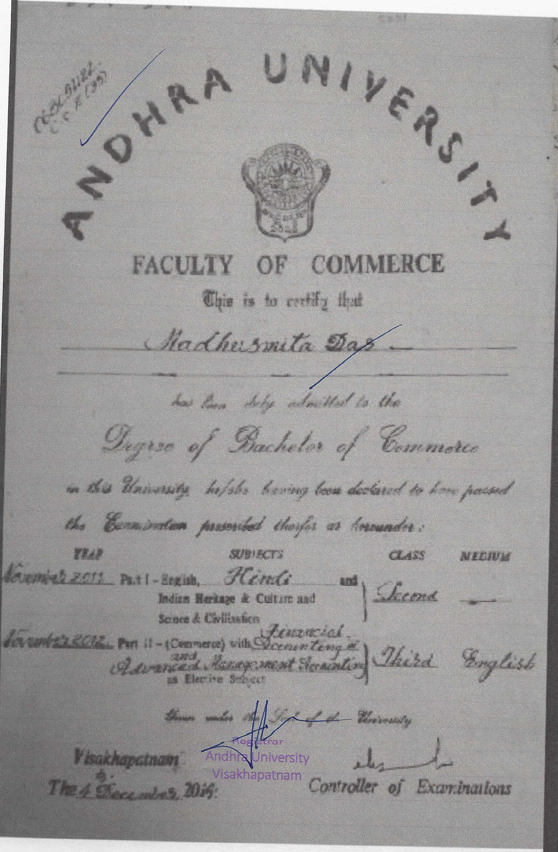 ANDHRA UNIVERSITY
FACULTY OF COMMERCE
This is to certify that
Madhusmita Das
has been duly admitted to the
Degree of Bachelor of Commerce
in this University, he/she having been declared to have passed
the Examination prescribed therefor as hereunder:
YEAR SUBJECTS CLASS MEDIUM
November 2011 Part I - English, Hindi and
Indian Heritage & Culture and Second —
Science & Civilisation
November 2012 Part II - (Commerce) with Financial Accounting
and
Advanced Management Accounting Third English
as Elective Subject
Given under the Seal of the University
Registrar
Andhra University
Visakhapatnam
Visakhapatnam
The 4 December
Controller of Examinations